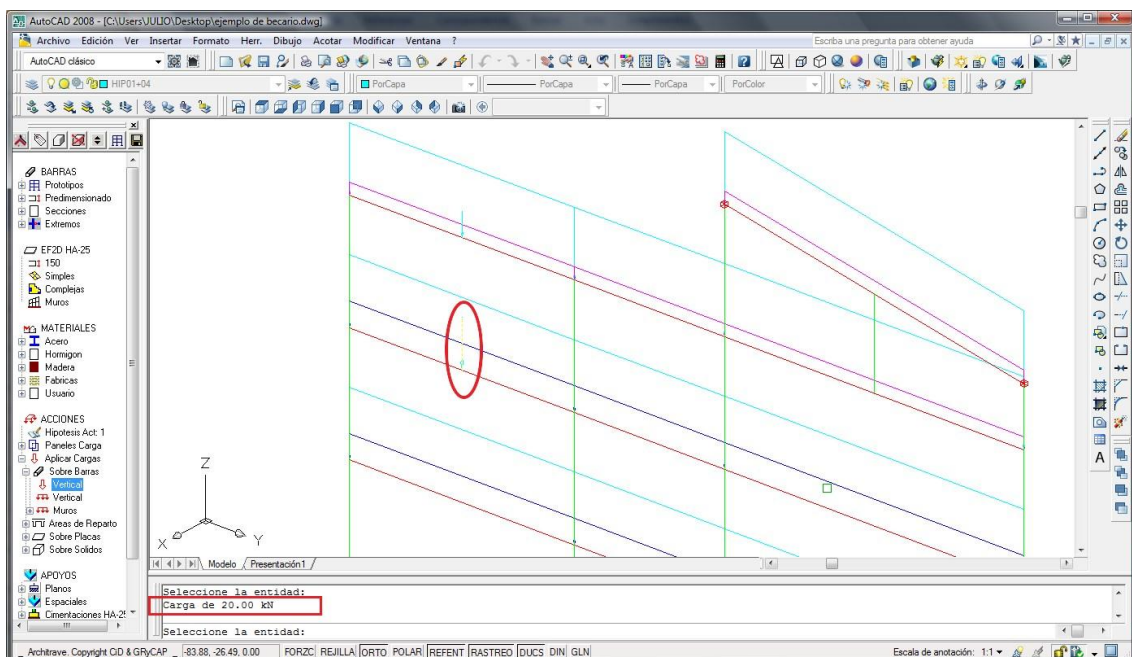 AutoCAD 2008 - [C:\Users\JULIO\Desktop\ejemplo de becario.dwg]
Archivo Edición Ver Insertar Formato Herr. Dibujo Acotar Modificar Ventana ? Escriba una pregunta para obtener ayuda
AutoCAD clásico
HIP01+04 PorCapa PorCapa PorCapa PorColor
BARRAS
Prototipos
Predimensionado
Secciones
Extremos
EF2D HA-25
150
Simples
Complejas
Muros
MATERIALES
Acero
Hormigon
Madera
Fabricas
Usuario
ACCIONES
Hipotesis Act: 1
Paneles Carga
Aplicar Cargas
Sobre Barras
Vertical
Vertical
Muros
Areas de Reparto
Sobre Placas
Sobre Solidos
APOYOS
Planos
Espaciales
Cimentaciones HA-25
Z
X
Y
Modelo Presentación1
Seleccione la entidad:
Carga de 20.00 kN
Seleccione la entidad:
_ Architrave. Copyright CiD & GRyCAP _ -83.88, -26.49, 0.00 FORZC REJILLA ORTO POLAR REFENT RASTREO DUCS DIN GLN Escala de anotación: 1:1